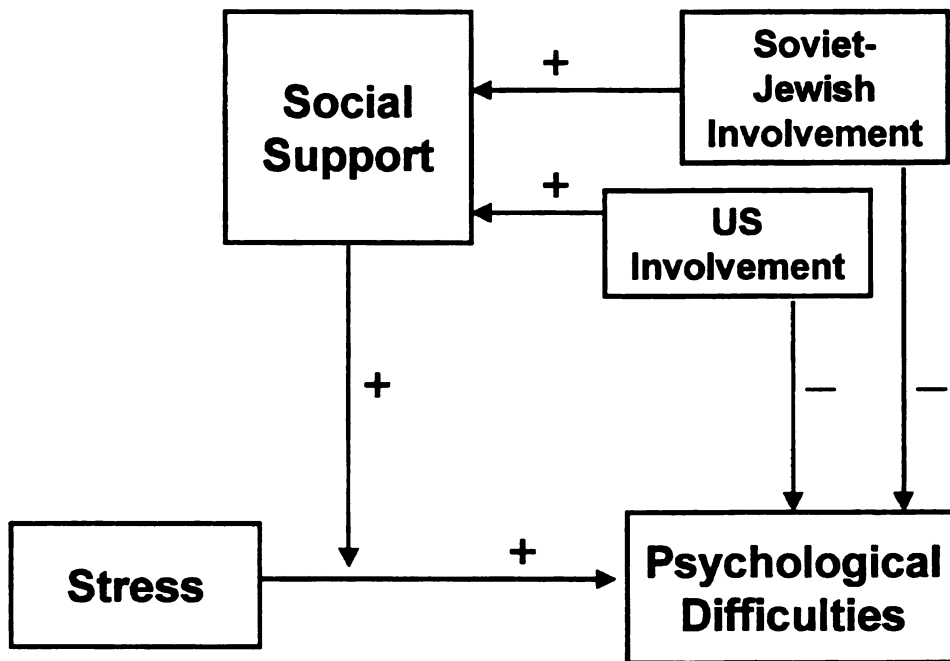 Social
Support
+
Soviet-
Jewish
Involvement
+
US
Involvement
+
—
—
Stress
+
Psychological
Difficulties